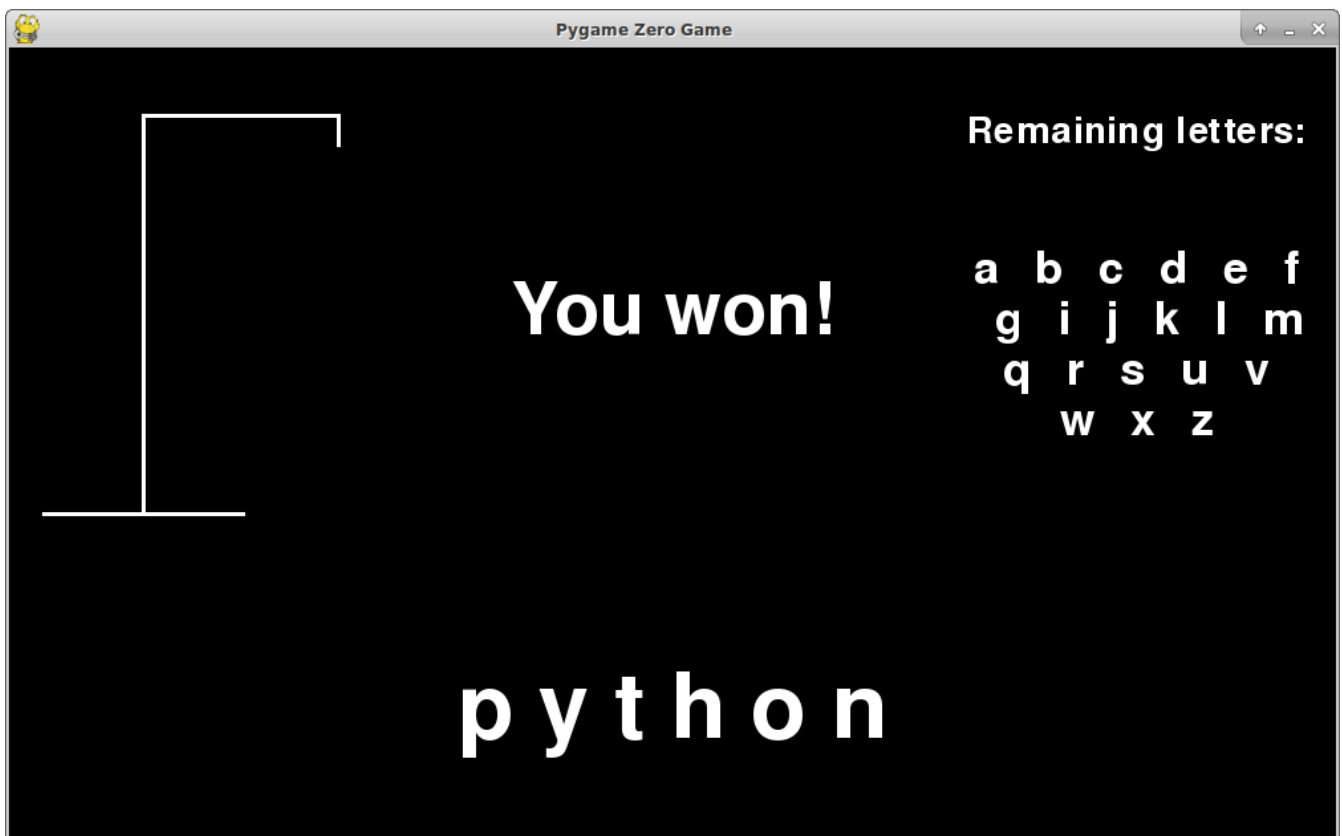 Pygame Zero Game
Remaining letters:
a b c d e f
g i j k l m
q r s u v
w x z
You won!
p y t h o n